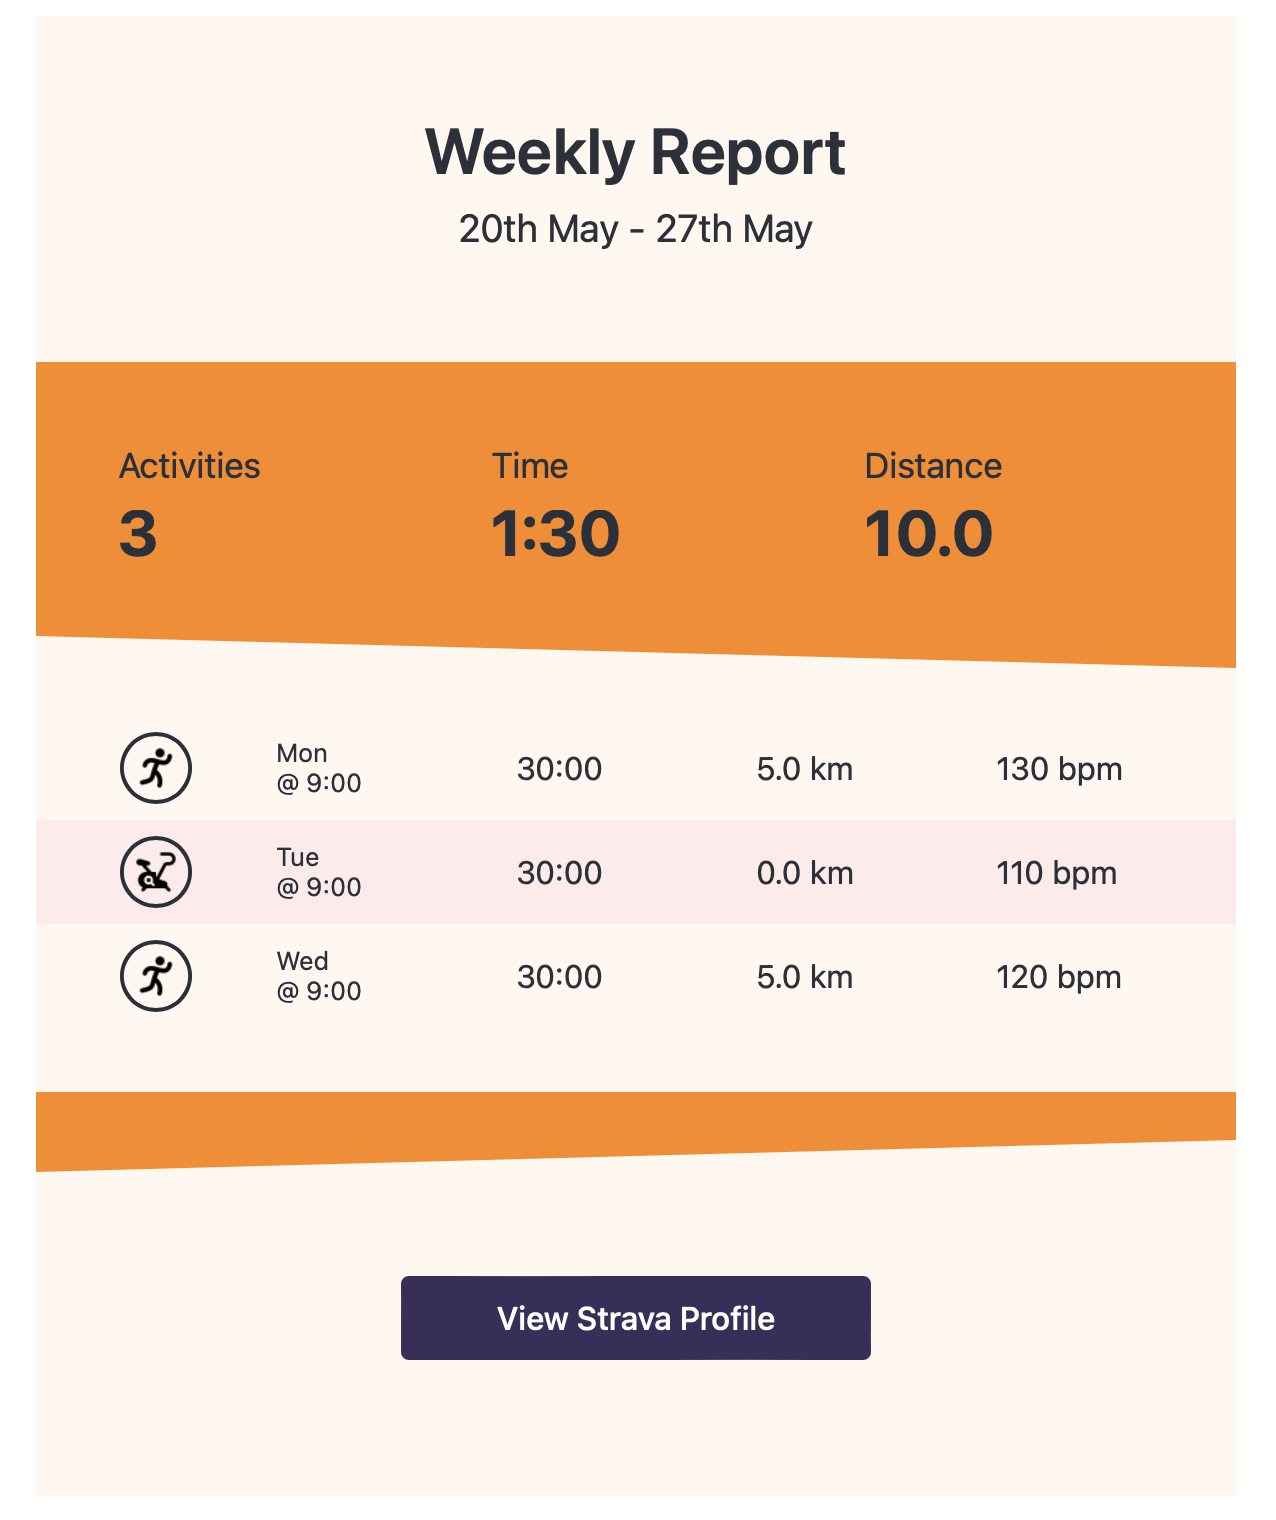 Weekly Report
20th May - 27th May
Activities Time Distance
3 1:30 10.0
Mon
@ 9:00 30:00 5.0 km 130 bpm
Tue
@ 9:00 30:00 0.0 km 110 bpm
Wed
@ 9:00 30:00 5.0 km 120 bpm
View Strava Profile